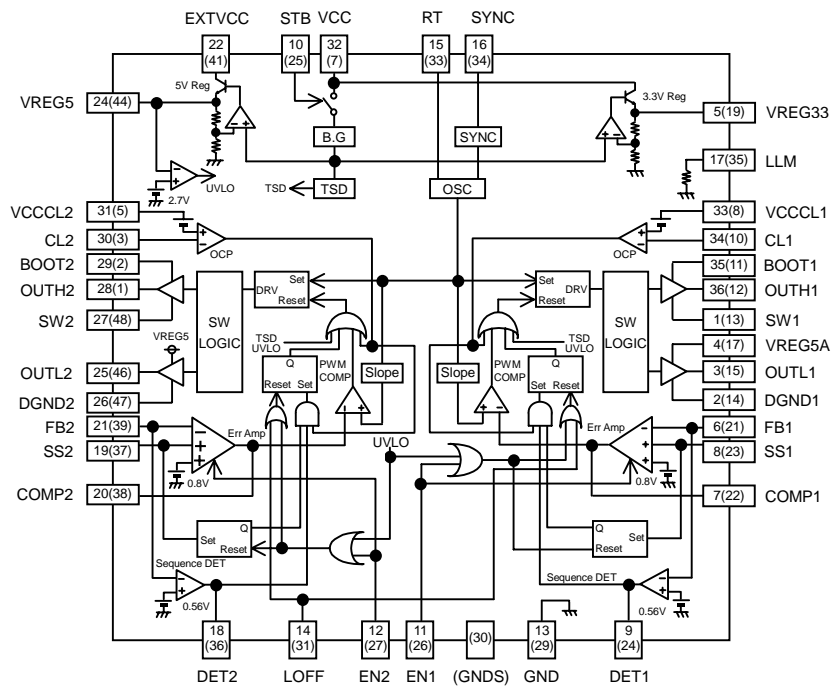 EXTVCC STB VCC RT SYNC
22 (41)
10 (25)
32 (7)
15 (33)
16 (34)
5V Reg
3.3V Reg
VREG5 24(44)
5(19) VREG33
B.G
SYNC
17(35) LLM
TSD
TSD
OSC
UVLO
2.7V
VCCCL2 31(5)
33(8) VCCCL1
CL2 30(3)
34(10) CL1
OCP
OCP
BOOT2 29(2)
35(11) BOOT1
OUTH2 28(1)
36(12) OUTH1
SW2 27(48)
1(13) SW1
Set
Reset
DRV
Set
Reset
DRV
SW LOGIC
SW LOGIC
VREG5
4(17) VREG5A
TSD
UVLO
TSD
UVLO
OUTL2 25(46)
3(15) OUTL1
DGND2 26(47)
2(14) DGND1
Q
Reset Set
PWM COMP
Slope
Slope
PWM COMP
Q
Set Reset
FB2 21(39)
6(21) FB1
Err Amp
Err Amp
SS2 19(37)
8(23) SS1
UVLO
0.8V
0.8V
COMP2 20(38)
7(22) COMP1
Q
Set
Reset
Q
Set
Reset
Sequence DET
Sequence DET
0.56V
0.56V
18 (36)
14 (31)
12 (27)
11 (26)
(30)
13 (29)
9 (24)
DET2 LOFF EN2 EN1 (GNDS) GND DET1